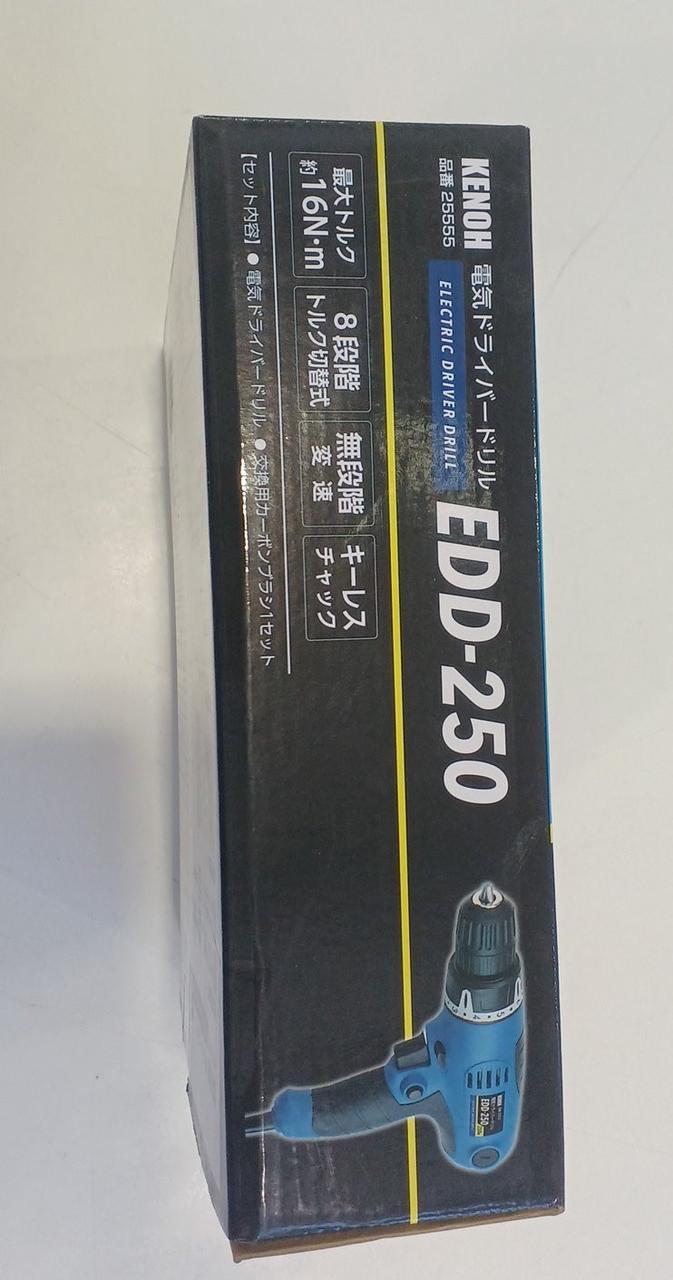 KENOH 電気ドライバードリル
品番 25555 ELECTRIC DRIVER DRILL
EDD-250
最大トルク
約16N・m
8段階
トルク切替式
無段階
変速
キーレス
チャック
【セット内容】●電気ドライバードリル ●交換用カーボンブラシ1セット
EDD-250